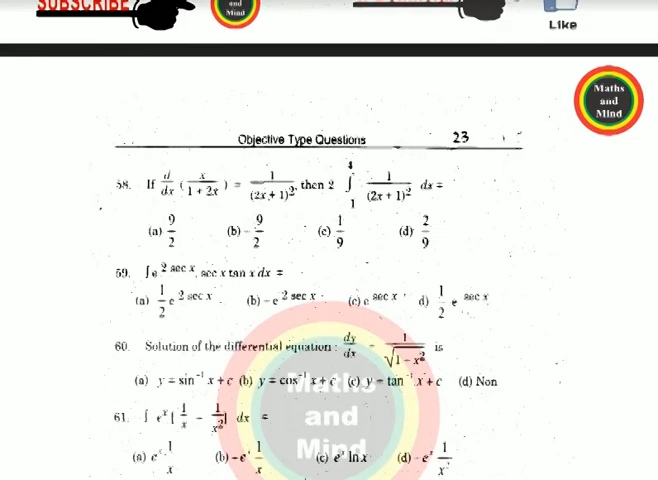 SUBSCRIBE
and
Mind
Like
Maths
and
Mind
Objective Type Questions 23
58. If d/dx ( x/(1 + 2x) ) = 1/(2x + 1)², then 2 ∫₁⁴ 1/(2x + 1)² dx =
(a) 9/2 (b) - 9/2 (c) 1/9 (d) 2/9
59. ∫ e^(2 sec x). sec x tan x dx =
(a) 1/2 e^(2 sec x) (b) - e^(2 sec x) (c) e^(sec x) d) 1/2 e^(sec x)
60. Solution of the differential equation : dy/dx = 1/√(1 - x²) is
(a) y = sin⁻¹ x + c (b) y = cos⁻¹ x + c (c) y = tan⁻¹ x + c (d) Non
61. ∫ eˣ [ 1/x - 1/x² ] dx =
(a) eˣ. 1/x (b) - eˣ 1/x (c) eˣ ln x (d) - eˣ 1/x²
Maths
and
Mind